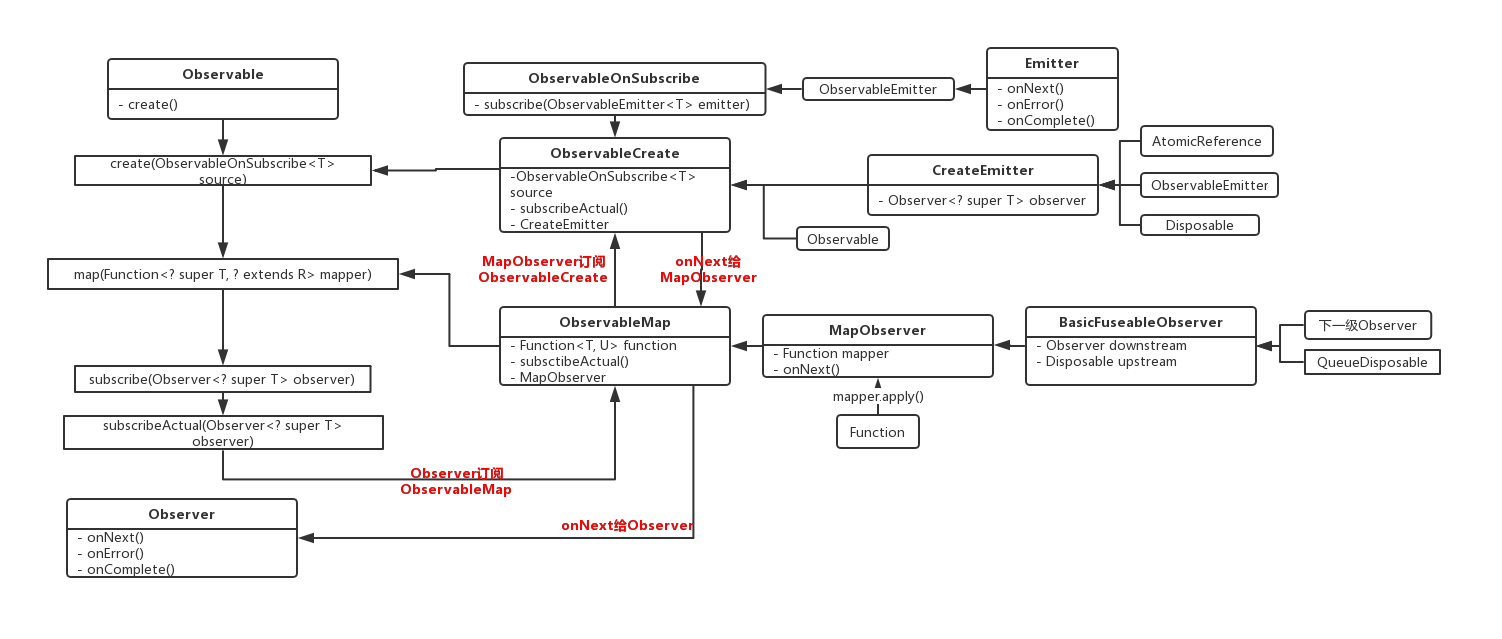 Observable
- create()
create(ObservableOnSubscribe<T>
source)
map(Function<? super T, ? extends R> mapper)
subscribe(Observer<? super T> observer)
subscribeActual(Observer<? super T>
observer)
Observer
- onNext()
- onError()
- onComplete()
ObservableOnSubscribe
- subscribe(ObservableEmitter<T> emitter)
ObservableEmitter
Emitter
- onNext()
- onError()
- onComplete()
ObservableCreate
-ObservableOnSubscribe<T>
source
- subscribeActual()
- CreateEmitter
CreateEmitter
- Observer<? super T> observer
AtomicReference
ObservableEmitter
Disposable
Observable
MapObserver订阅
ObservableCreate
onNext给
MapObserver
ObservableMap
- Function<T, U> function
- subsctibeActual()
- MapObserver
MapObserver
- Function mapper
- onNext()
BasicFuseableObserver
- Observer downstream
- Disposable upstream
下一级Observer
QueueDisposable
mapper.apply()
Function
Observer订阅
ObservableMap
onNext给Observer